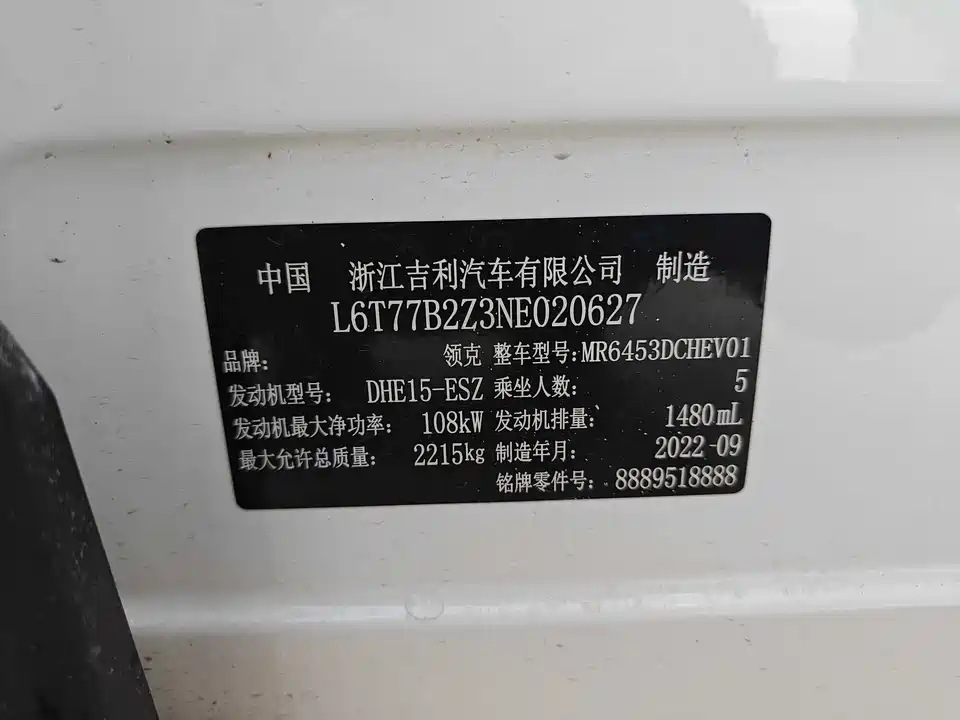 中国 浙江吉利汽车有限公司 制造
L6T77B2Z3NE020627
品牌: 领克 整车型号:MR6453DCHEV01
发动机型号: DHE15-ESZ 乘坐人数: 5
发动机最大净功率: 108kW 发动机排量: 1480mL
最大允许总质量: 2215kg 制造年月: 2022-09
铭牌零件号: 8889518888